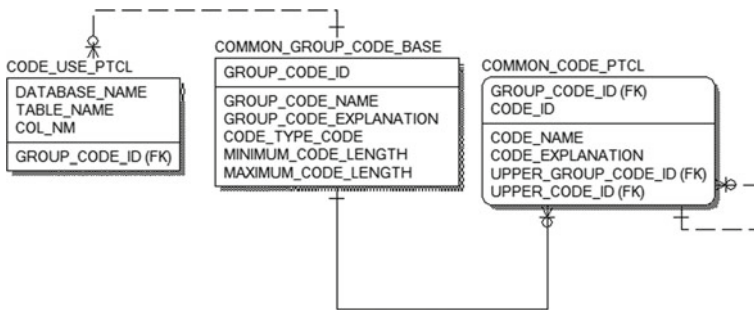 CODE_USE_PTCL
DATABASE_NAME
TABLE_NAME
COL_NM
GROUP_CODE_ID (FK)
COMMON_GROUP_CODE_BASE
GROUP_CODE_ID
GROUP_CODE_NAME
GROUP_CODE_EXPLANATION
CODE_TYPE_CODE
MINIMUM_CODE_LENGTH
MAXIMUM_CODE_LENGTH
COMMON_CODE_PTCL
GROUP_CODE_ID (FK)
CODE_ID
CODE_NAME
CODE_EXPLANATION
UPPER_GROUP_CODE_ID (FK)
UPPER_CODE_ID (FK)